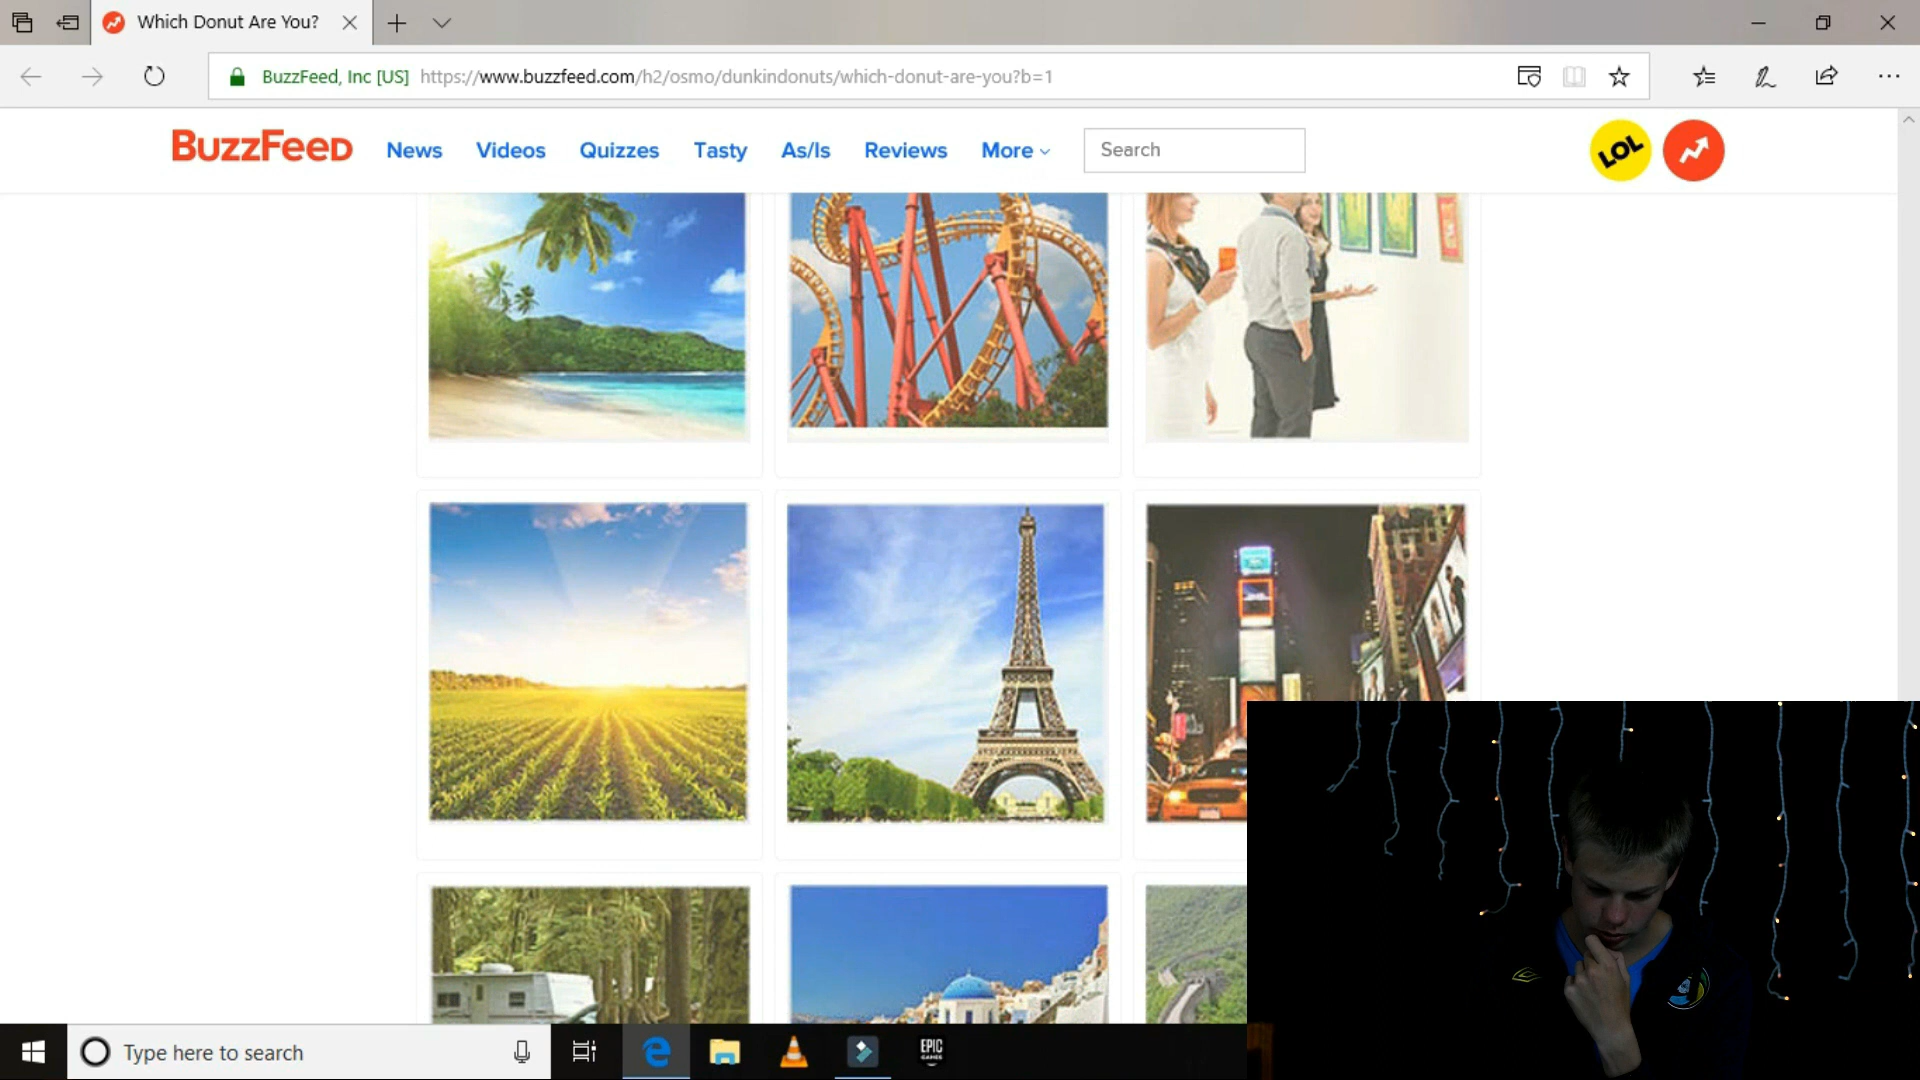 Which Donut Are You?
BuzzFeed, Inc [US] https://www.buzzfeed.com/h2/osmo/dunkindonuts/which-donut-are-you?b=1
BuzzFeed News Videos Quizzes Tasty As/Is Reviews More Search LOL
Type here to search
EPIC
GAMES